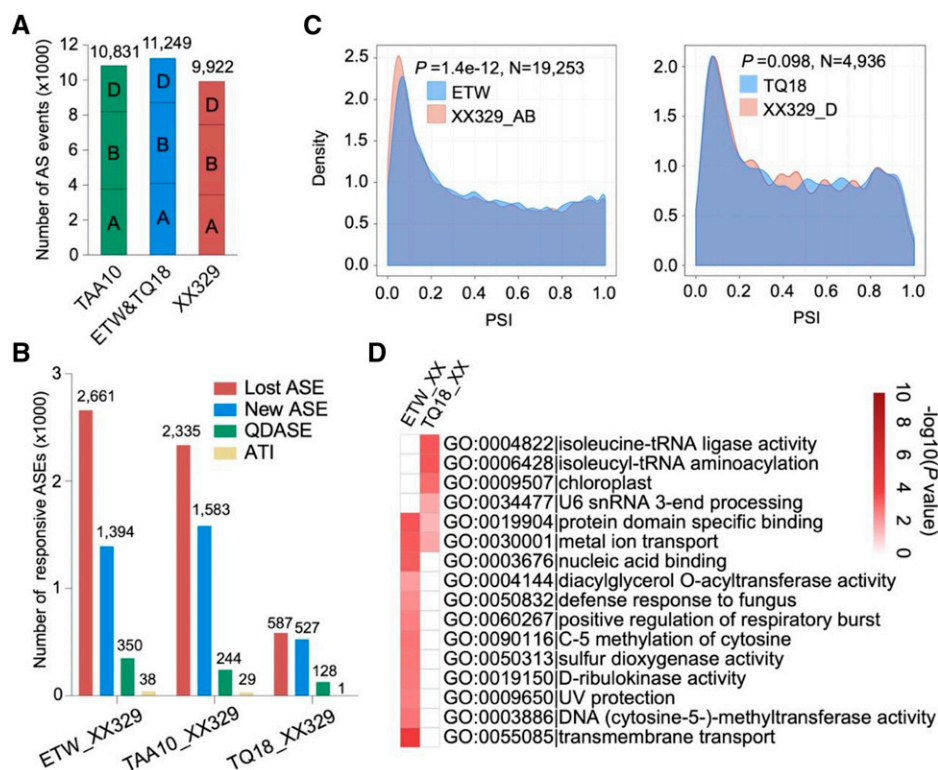 A
Number of AS events (x1000)
12
10
8
6
4
2
0
10,831
11,249
9,922
D
D
D
B
B
B
A
A
A
TAA10
ETW&TQ18
XX329
C
Density
2.5
2.0
1.5
1.0
0.5
0.0
P =1.4e-12, N=19,253
ETW
XX329_AB
0.0 0.2 0.4 0.6 0.8 1.0
PSI
2.0
1.5
1.0
0.5
0.0
P =0.098, N=4,936
TQ18
XX329_D
0.0 0.2 0.4 0.6 0.8 1.0
PSI
B
Number of responsive ASEs (x1000)
3
2
1
0
Lost ASE
New ASE
QDASE
ATI
2,661
1,394
350
38
2,335
1,583
244
29
587
527
128
1
ETW_XX329
TAA10_XX329
TQ18_XX329
D
ETW_XX
TQ18_XX
GO:0004822|isoleucine-tRNA ligase activity
GO:0006428|isoleucyl-tRNA aminoacylation
GO:0009507|chloroplast
GO:0034477|U6 snRNA 3-end processing
GO:0019904|protein domain specific binding
GO:0030001|metal ion transport
GO:0003676|nucleic acid binding
GO:0004144|diacylglycerol O-acyltransferase activity
GO:0050832|defense response to fungus
GO:0060267|positive regulation of respiratory burst
GO:0090116|C-5 methylation of cytosine
GO:0050313|sulfur dioxygenase activity
GO:0019150|D-ribulokinase activity
GO:0009650|UV protection
GO:0003886|DNA (cytosine-5-)-methyltransferase activity
GO:0055085|transmembrane transport
10
8
6
4
2
0
-log10(P value)